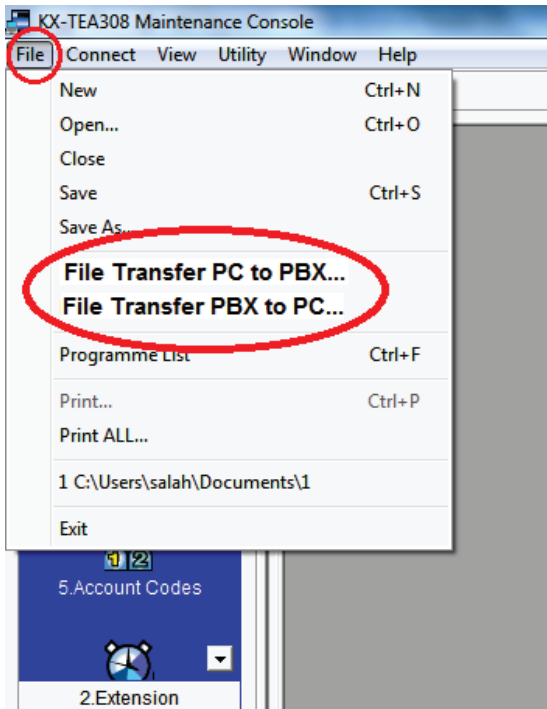 KX-TEA308 Maintenance Console
File Connect View Utility Window Help
New Ctrl+N
Open... Ctrl+O
Close
Save Ctrl+S
Save As...
File Transfer PC to PBX...
File Transfer PBX to PC...
Programme List Ctrl+F
Print... Ctrl+P
Print ALL...
1 C:\Users\salah\Documents\1
Exit
1 2
5.Account Codes
2.Extension